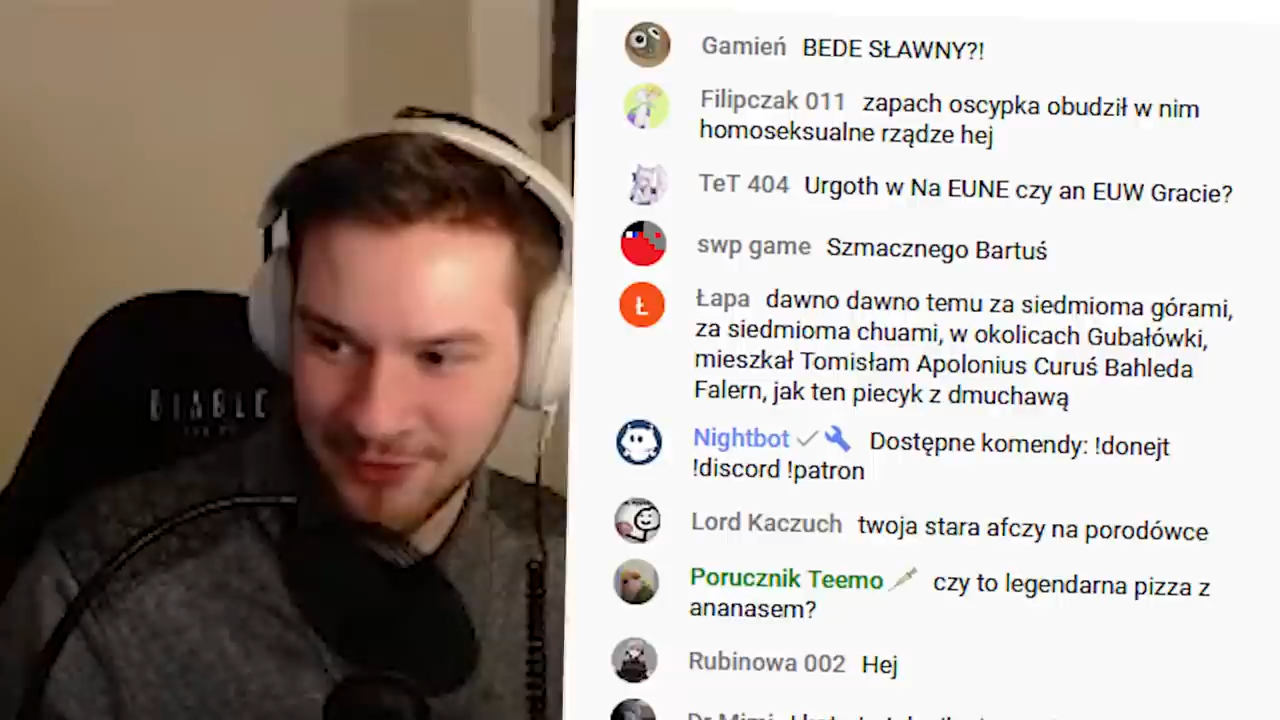 DIABLO
Gamień BEDE SŁAWNY?!
Filipczak 011 zapach oscypka obudził w nim
homoseksualne rządze hej
TeT 404 Urgoth w Na EUNE czy an EUW Gracie?
swp game Szmacznego Bartuś
Ł
Łapa dawno dawno temu za siedmioma górami,
za siedmioma chuami, w okolicach Gubałówki,
mieszkał Tomisłam Apolonius Curuś Bahleda
Falern, jak ten piecyk z dmuchawą
Nightbot Dostępne komendy: !donejt
!discord !patron
Lord Kaczuch twoja stara afczy na porodówce
Porucznik Teemo czy to legendarna pizza z
ananasem?
Rubinowa 002 Hej
Dr Mimi